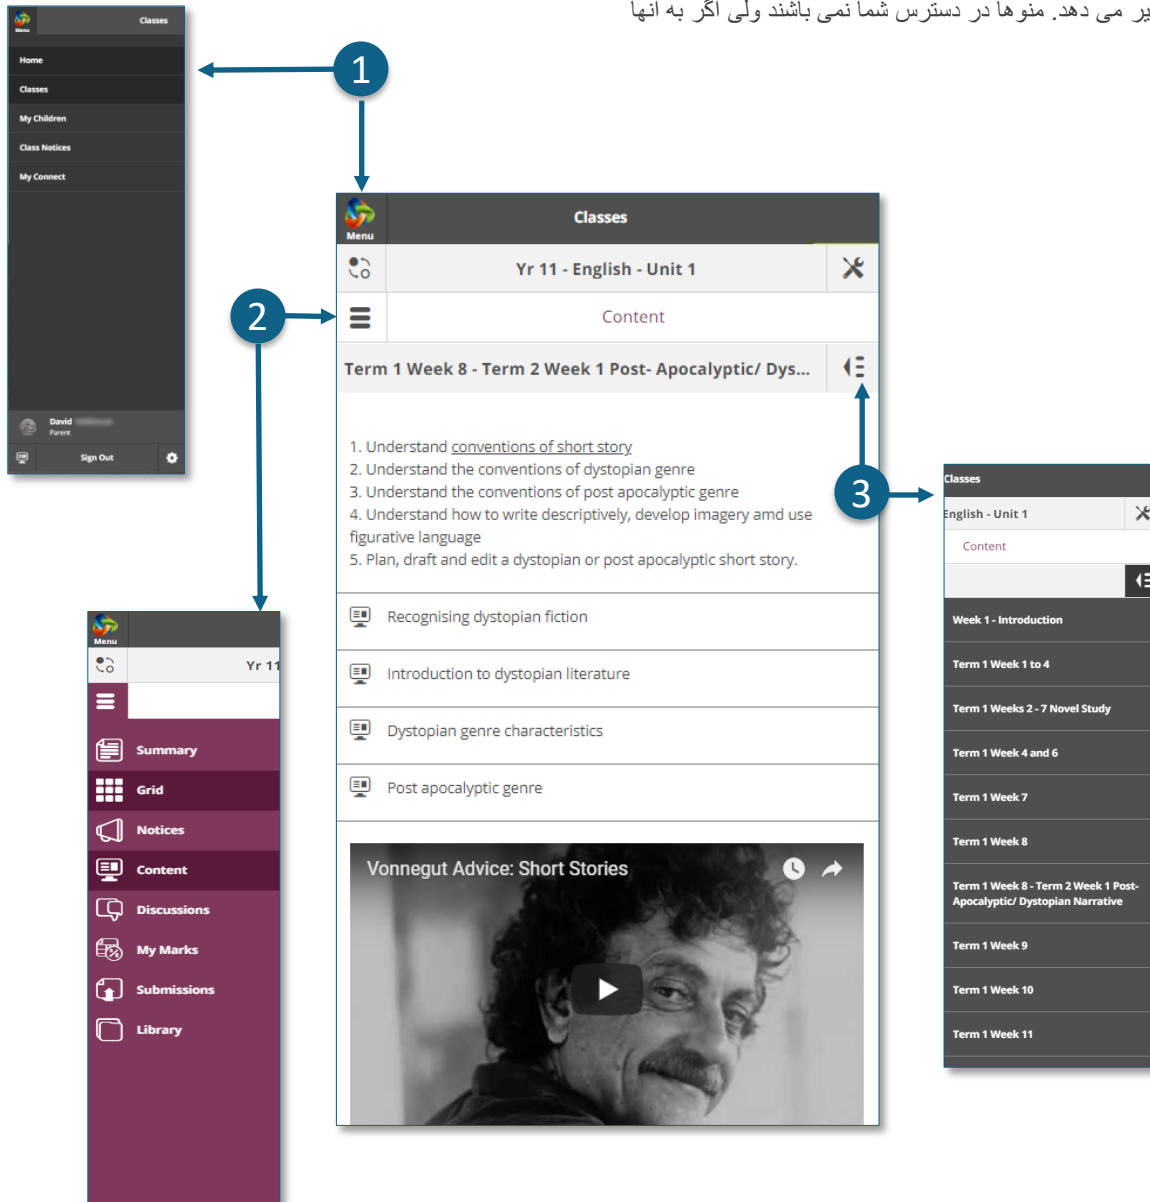 یر می دهد. منوها در دسترس شما نمی باشند ولی اگر به انها
Menu
Classes
Home
Classes
My Children
Class Notices
My Connect
David
Parent
Sign Out
1
2
3
Menu
Classes
Yr 11 - English - Unit 1
Content
Term 1 Week 8 - Term 2 Week 1 Post- Apocalyptic/ Dys...
1. Understand conventions of short story
2. Understand the conventions of dystopian genre
3. Understand the conventions of post apocalyptic genre
4. Understand how to write descriptively, develop imagery amd use
figurative language
5. Plan, draft and edit a dystopian or post apocalyptic short story.
Recognising dystopian fiction
Introduction to dystopian literature
Dystopian genre characteristics
Post apocalyptic genre
Vonnegut Advice: Short Stories
Menu
Yr 11
Summary
Grid
Notices
Content
Discussions
My Marks
Submissions
Library
Classes
English - Unit 1
Content
Week 1 - Introduction
Term 1 Week 1 to 4
Term 1 Weeks 2 - 7 Novel Study
Term 1 Week 4 and 6
Term 1 Week 7
Term 1 Week 8
Term 1 Week 8 - Term 2 Week 1 Post-
Apocalyptic/ Dystopian Narrative
Term 1 Week 9
Term 1 Week 10
Term 1 Week 11